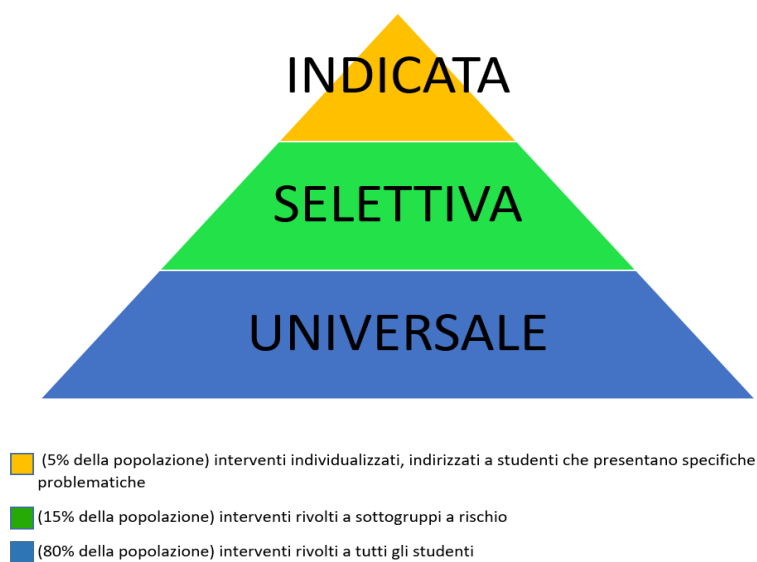 INDICATA
SELETTIVA
UNIVERSALE
(5% della popolazione) interventi individualizzati, indirizzati a studenti che presentano specifiche
problematiche
(15% della popolazione) interventi rivolti a sottogruppi a rischio
(80% della popolazione) interventi rivolti a tutti gli studenti